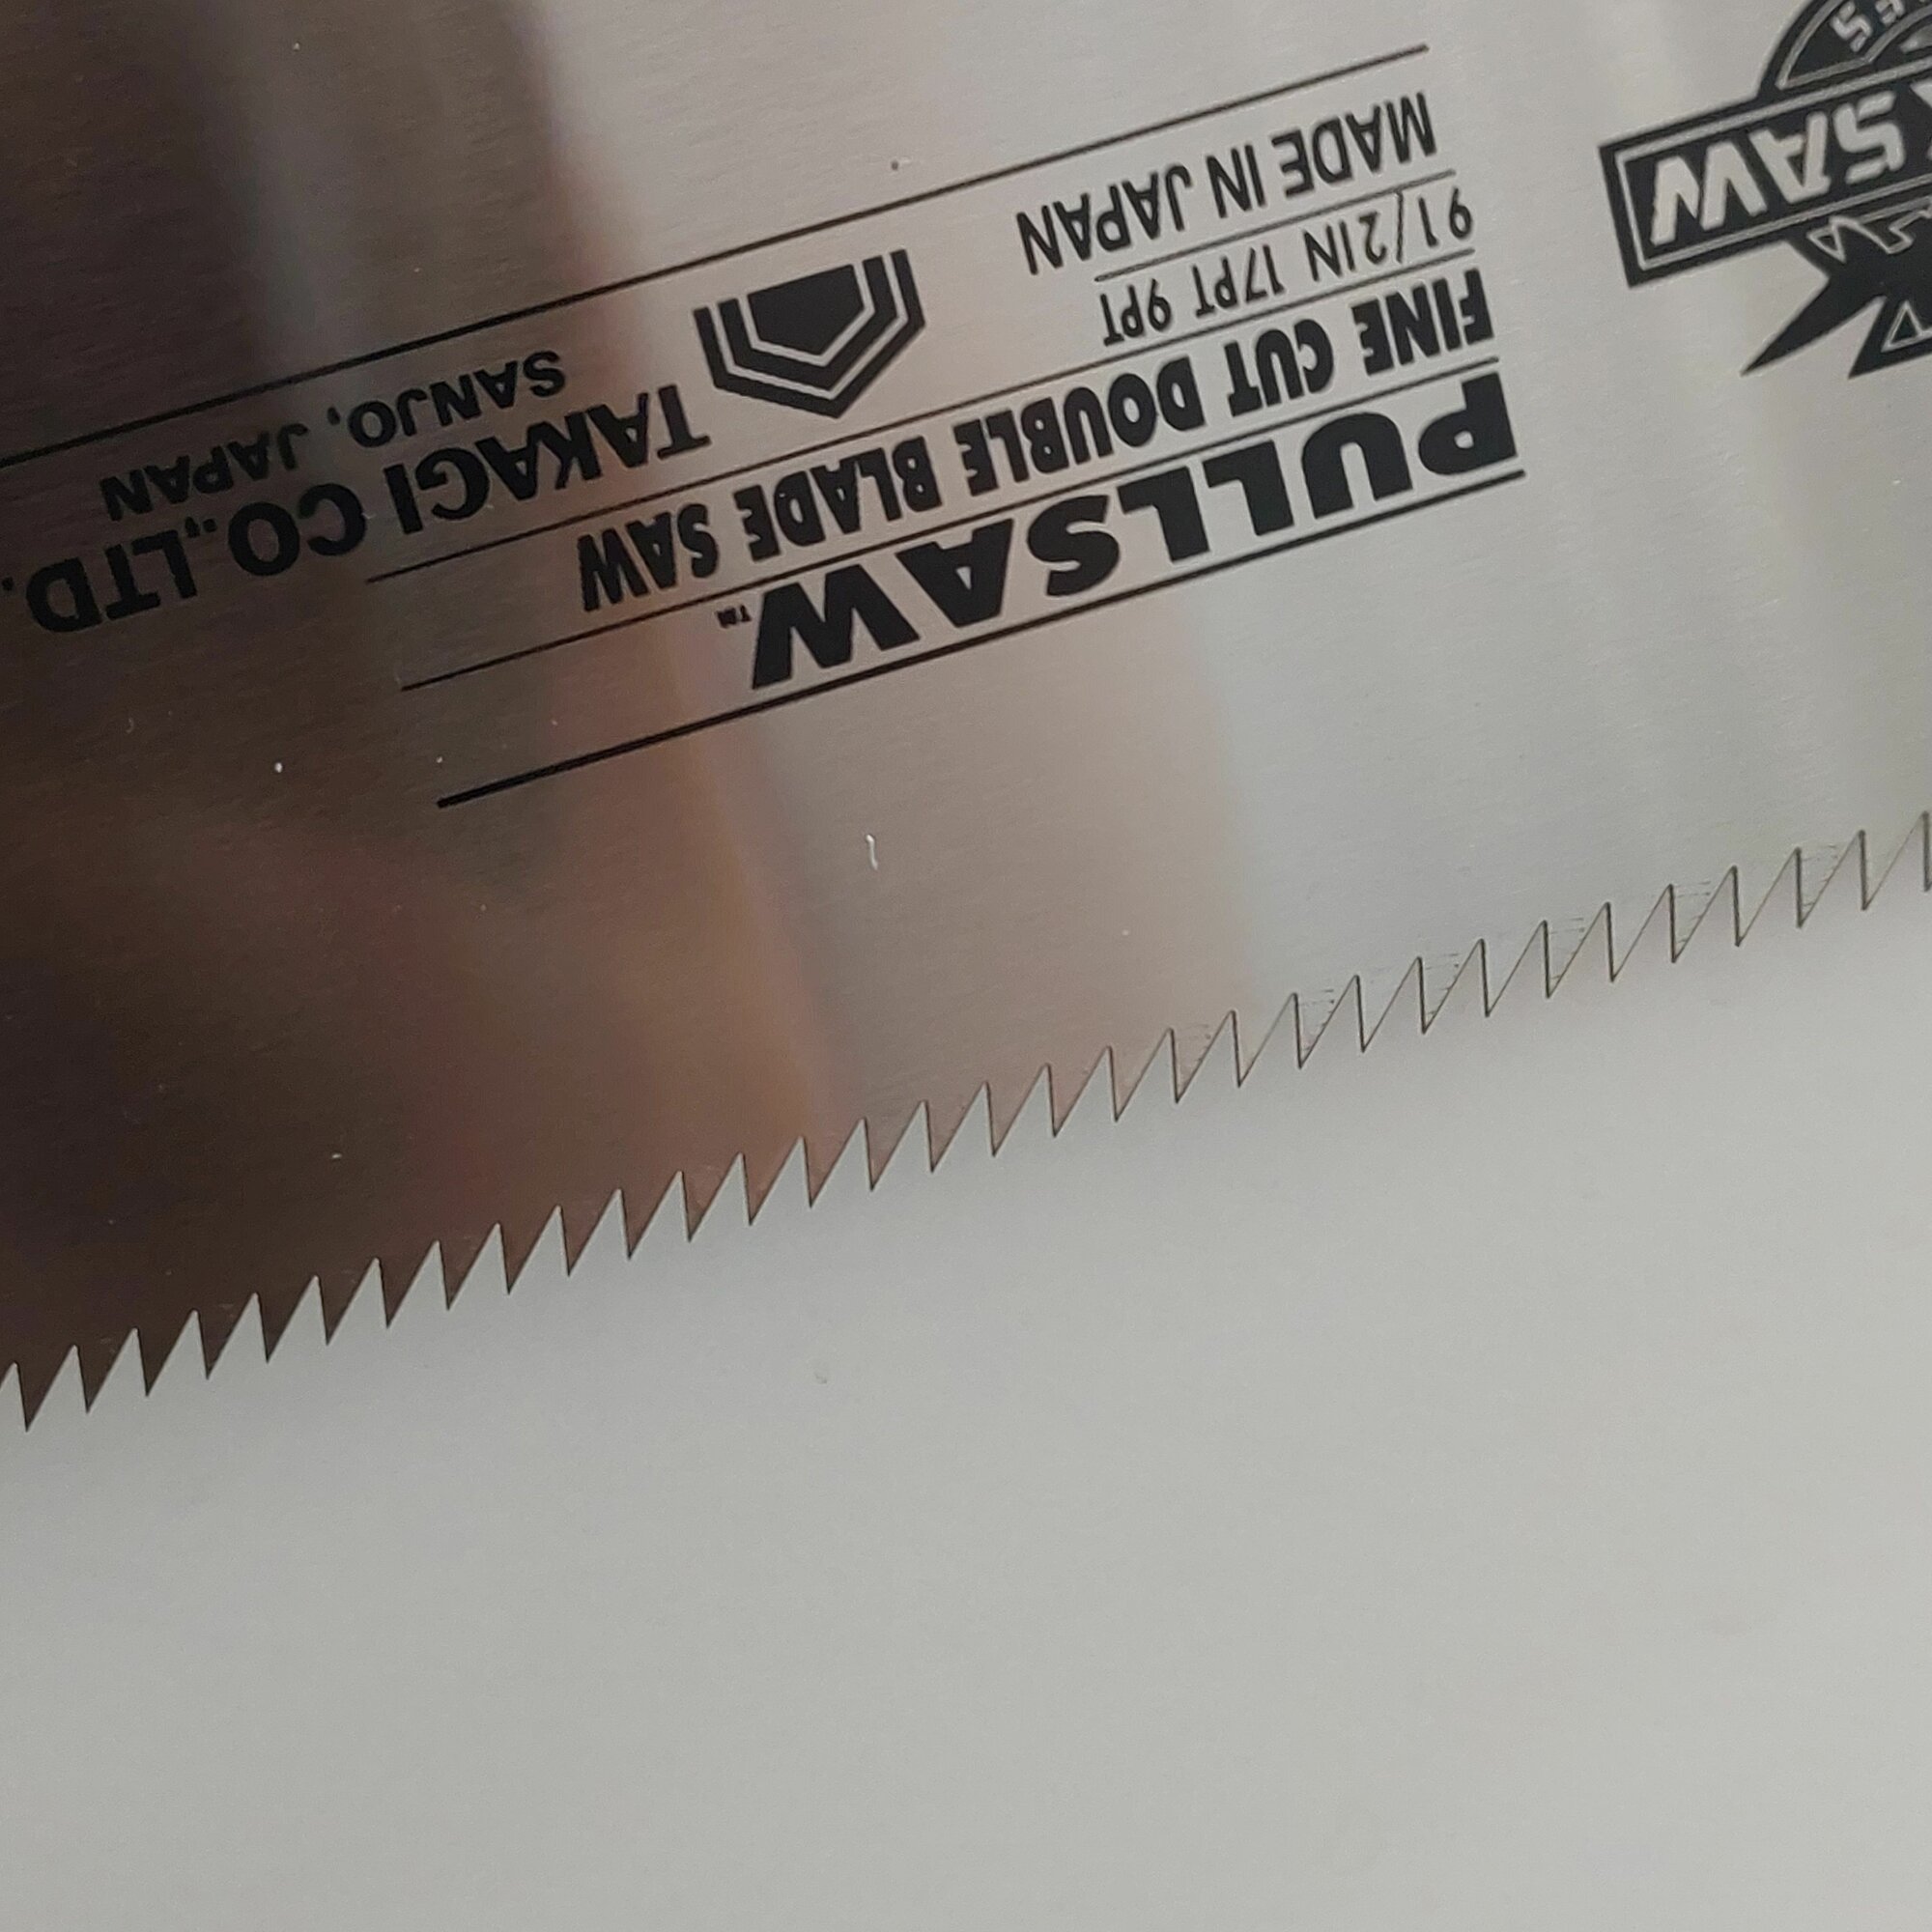 PULLSAW™
FINE CUT DOUBLE BLADE SAW
9 1/2IN 17PT 9PT
MADE IN JAPAN
TAKAGI CO.,LTD.
SANJO, JAPAN
SAW